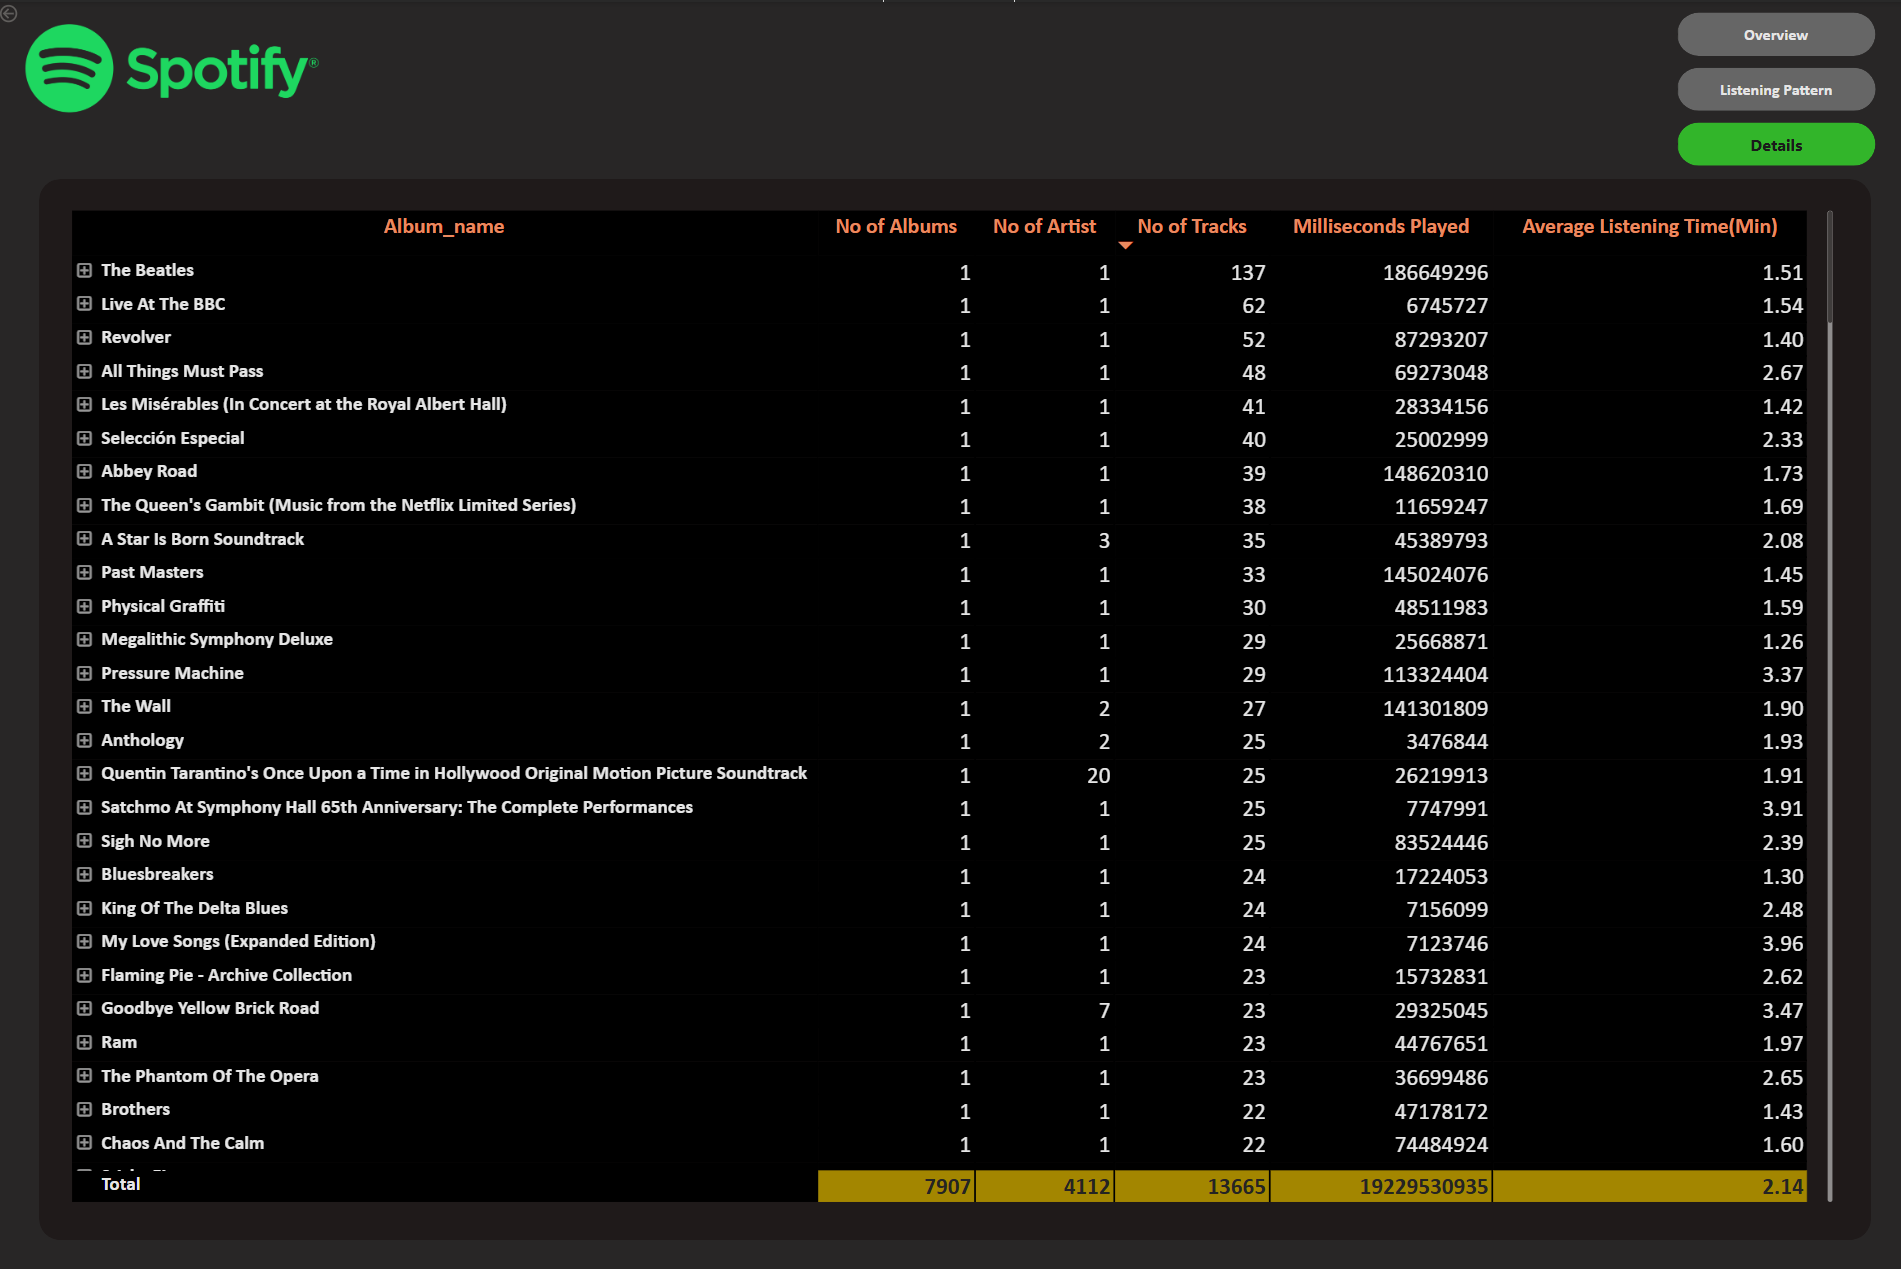 Spotify®
Overview
Listening Pattern
Details
Album_name No of Albums No of Artist No of Tracks Milliseconds Played Average Listening Time(Min)
The Beatles 1 1 137 186649296 1.51
Live At The BBC 1 1 62 6745727 1.54
Revolver 1 1 52 87293207 1.40
All Things Must Pass 1 1 48 69273048 2.67
Les Misérables (In Concert at the Royal Albert Hall) 1 1 41 28334156 1.42
Selección Especial 1 1 40 25002999 2.33
Abbey Road 1 1 39 148620310 1.73
The Queen's Gambit (Music from the Netflix Limited Series) 1 1 38 11659247 1.69
A Star Is Born Soundtrack 1 3 35 45389793 2.08
Past Masters 1 1 33 145024076 1.45
Physical Graffiti 1 1 30 48511983 1.59
Megalithic Symphony Deluxe 1 1 29 25668871 1.26
Pressure Machine 1 1 29 113324404 3.37
The Wall 1 2 27 141301809 1.90
Anthology 1 2 25 3476844 1.93
Quentin Tarantino's Once Upon a Time in Hollywood Original Motion Picture Soundtrack 1 20 25 26219913 1.91
Satchmo At Symphony Hall 65th Anniversary: The Complete Performances 1 1 25 7747991 3.91
Sigh No More 1 1 25 83524446 2.39
Bluesbreakers 1 1 24 17224053 1.30
King Of The Delta Blues 1 1 24 7156099 2.48
My Love Songs (Expanded Edition) 1 1 24 7123746 3.96
Flaming Pie - Archive Collection 1 1 23 15732831 2.62
Goodbye Yellow Brick Road 1 7 23 29325045 3.47
Ram 1 1 23 44767651 1.97
The Phantom Of The Opera 1 1 23 36699486 2.65
Brothers 1 1 22 47178172 1.43
Chaos And The Calm 1 1 22 74484924 1.60
Total 7907 4112 13665 19229530935 2.14